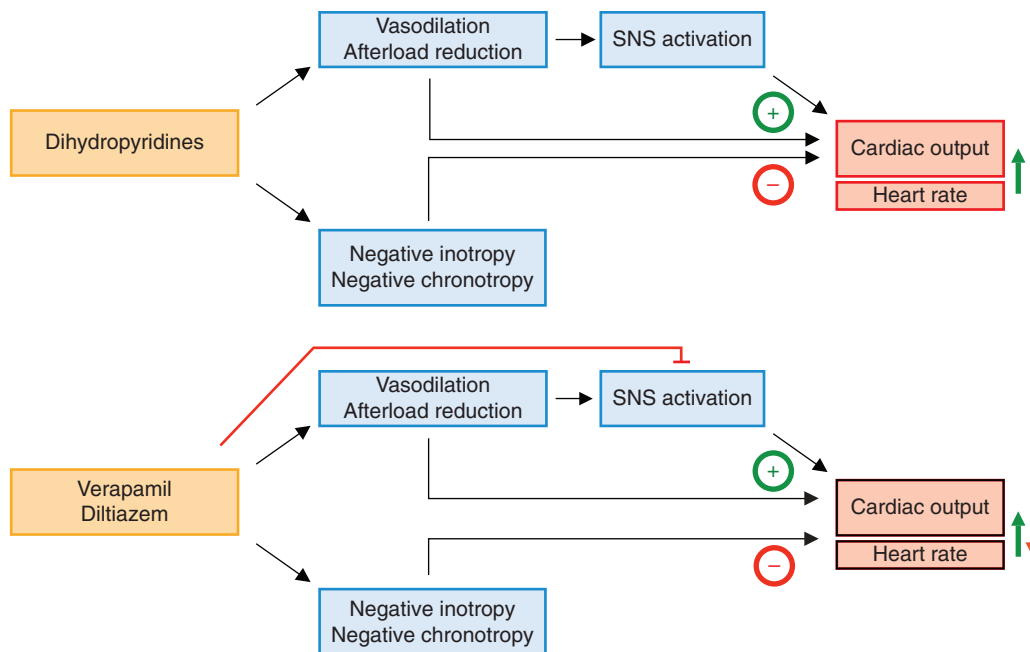 Vasodilation
Afterload reduction
SNS activation
+
Dihydropyridines
Cardiac output
−
Heart rate
Negative inotropy
Negative chronotropy
Vasodilation
Afterload reduction
SNS activation
+
Verapamil
Diltiazem
Cardiac output
Heart rate
−
Negative inotropy
Negative chronotropy